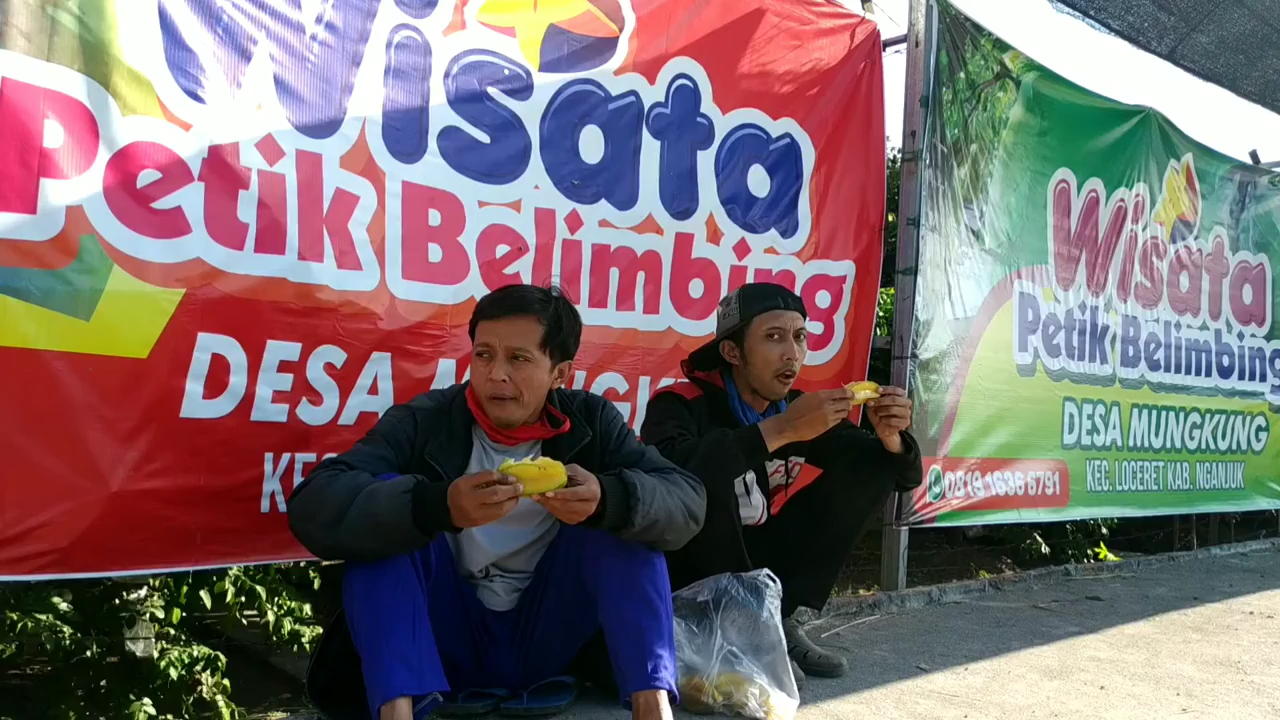 Wisata
Petik Belimbing
DESA
Wisata
Petik Belimbing
DESA MUNGKUNG
KEC. LOCERET KAB. NGANJUK
0819 1636 6791